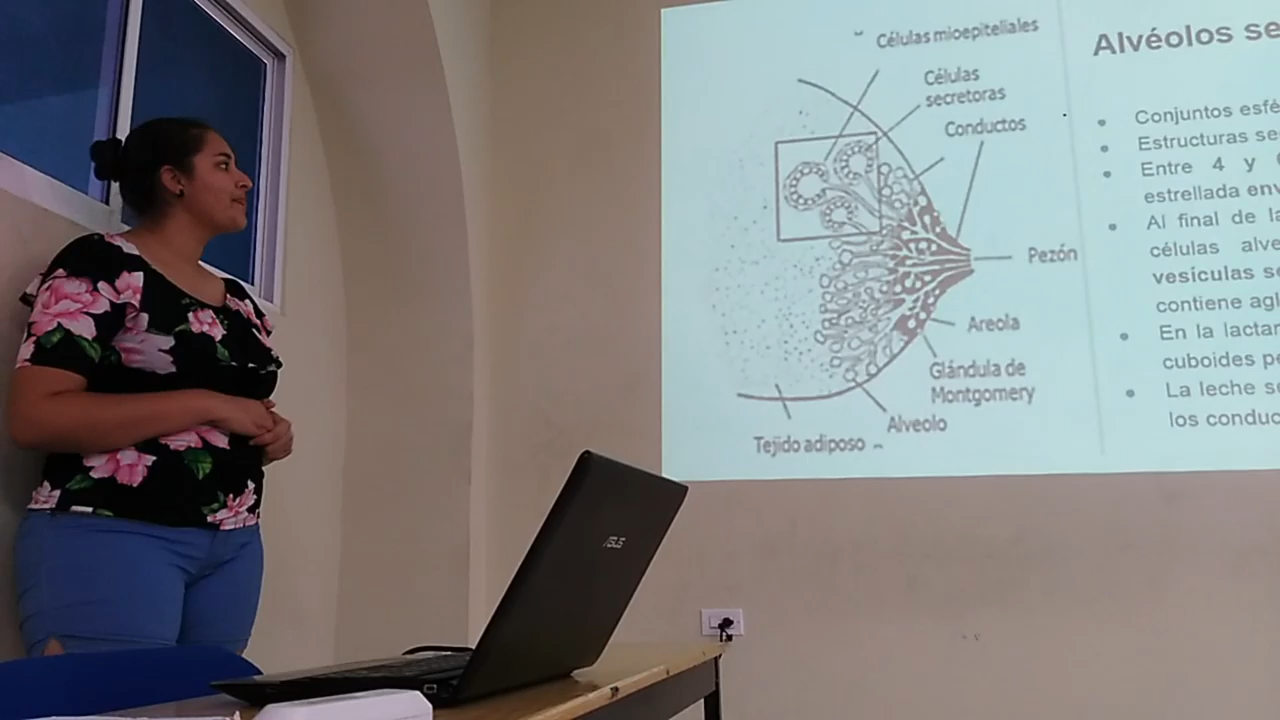 Células mioepiteliales
Células
secretoras
Conductos
Pezón
Areola
Glándula de
Montgomery
Alveolo
Tejido adiposo
Alvéolos se
Conjuntos esfé
Estructuras se
Entre 4 y
estrellada env
Al final de la
células alve
vesículas se
contiene agl
En la lactan
cuboides pe
La leche se
los conduc
ASUS